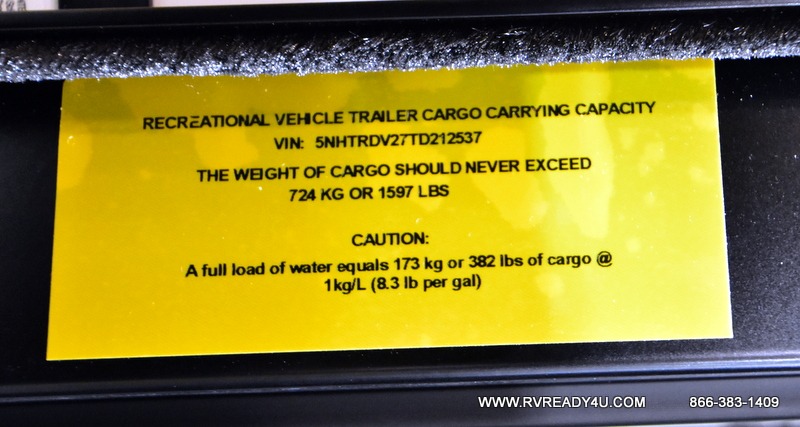 RECREATIONAL VEHICLE TRAILER CARGO CARRYING CAPACITY
VIN: 5NHTRDV27TD212537
THE WEIGHT OF CARGO SHOULD NEVER EXCEED
724 KG OR 1597 LBS
CAUTION:
A full load of water equals 173 kg or 382 lbs of cargo @
1kg/L (8.3 lb per gal)
WWW.RVREADY4U.COM 866-383-1409